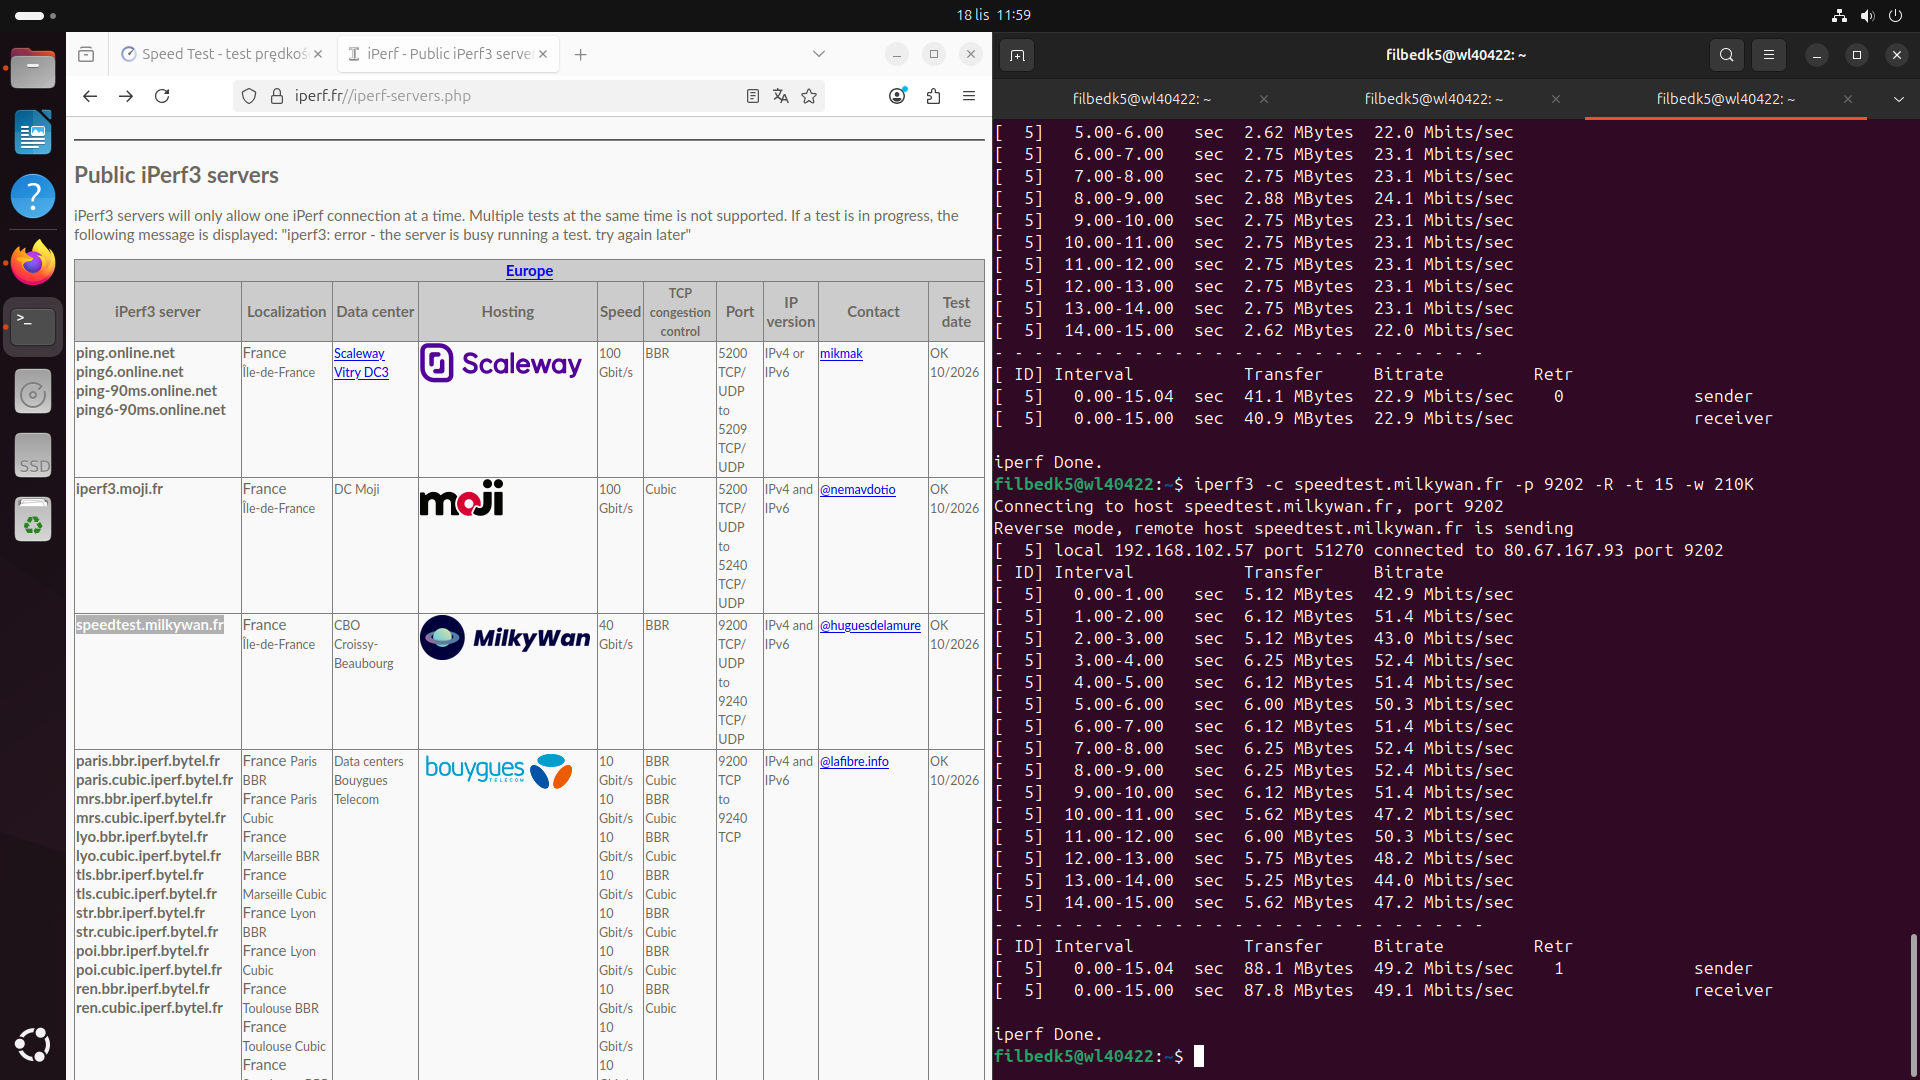 18 lis 11:59
Speed Test - test prędkoś
iPerf - Public iPerf3 serve
iperf.fr//iperf-servers.php
Public iPerf3 servers
iPerf3 servers will only allow one iPerf connection at a time. Multiple tests at the same time is not supported. If a test is in progress, the
following message is displayed: "iperf3: error - the server is busy running a test. try again later"
Europe
iPerf3 server Localization Data center Hosting Speed TCP congestion control Port IP version Contact Test date
ping.online.net
ping6.online.net
ping-90ms.online.net
ping6-90ms.online.net
France
Île-de-France
Scaleway
Vitry DC3
Scaleway
100
Gbit/s
BBR
5200
TCP/
UDP
to
5209
TCP/
UDP
IPv4 or
IPv6
mikmak
OK
10/2026
iperf3.moji.fr
France
Île-de-France
DC Moji
moji
100
Gbit/s
Cubic
5200
TCP/
UDP
to
5240
TCP/
UDP
IPv4 and
IPv6
@nemavdotio
OK
10/2026
speedtest.milkywan.fr
France
Île-de-France
CBO
Croissy-
Beaubourg
MilkyWan
40
Gbit/s
BBR
9200
TCP/
UDP
to
9240
TCP/
UDP
IPv4 and
IPv6
@huguesdelamure
OK
10/2026
paris.bbr.iperf.bytel.fr
paris.cubic.iperf.bytel.fr
mrs.bbr.iperf.bytel.fr
mrs.cubic.iperf.bytel.fr
lyo.bbr.iperf.bytel.fr
lyo.cubic.iperf.bytel.fr
tls.bbr.iperf.bytel.fr
tls.cubic.iperf.bytel.fr
str.bbr.iperf.bytel.fr
str.cubic.iperf.bytel.fr
poi.bbr.iperf.bytel.fr
poi.cubic.iperf.bytel.fr
ren.bbr.iperf.bytel.fr
ren.cubic.iperf.bytel.fr
France Paris
BBR
France Paris
Cubic
France
Marseille BBR
France
Marseille Cubic
France Lyon
BBR
France Lyon
Cubic
France
Toulouse BBR
France
Toulouse Cubic
France
Data centers
Bouygues
Telecom
bouygues
TELECOM
10
Gbit/s
10
Gbit/s
10
Gbit/s
10
Gbit/s
10
Gbit/s
10
Gbit/s
10
Gbit/s
10
Gbit/s
10
BBR
Cubic
BBR
Cubic
BBR
Cubic
BBR
Cubic
BBR
Cubic
BBR
Cubic
BBR
Cubic
9200
TCP
to
9240
TCP
IPv4 and
IPv6
@lafibre.info
OK
10/2026
SSD
filbedk5@wl40422: ~
filbedk5@wl40422: ~
filbedk5@wl40422: ~
filbedk5@wl40422: ~
[  5]   5.00-6.00   sec  2.62 MBytes  22.0 Mbits/sec
[  5]   6.00-7.00   sec  2.75 MBytes  23.1 Mbits/sec
[  5]   7.00-8.00   sec  2.75 MBytes  23.1 Mbits/sec
[  5]   8.00-9.00   sec  2.88 MBytes  24.1 Mbits/sec
[  5]   9.00-10.00  sec  2.75 MBytes  23.1 Mbits/sec
[  5]  10.00-11.00  sec  2.75 MBytes  23.1 Mbits/sec
[  5]  11.00-12.00  sec  2.75 MBytes  23.1 Mbits/sec
[  5]  12.00-13.00  sec  2.75 MBytes  23.1 Mbits/sec
[  5]  13.00-14.00  sec  2.75 MBytes  23.1 Mbits/sec
[  5]  14.00-15.00  sec  2.62 MBytes  22.0 Mbits/sec
- - - - - - - - - - - - - - - - - - - - - - - - -
[ ID] Interval           Transfer     Bitrate         Retr
[  5]   0.00-15.04  sec  41.1 MBytes  22.9 Mbits/sec    0             sender
[  5]   0.00-15.00  sec  40.9 MBytes  22.9 Mbits/sec                  receiver
iperf Done.
filbedk5@wl40422:~$ iperf3 -c speedtest.milkywan.fr -p 9202 -R -t 15 -w 210K
Connecting to host speedtest.milkywan.fr, port 9202
Reverse mode, remote host speedtest.milkywan.fr is sending
[  5] local 192.168.102.57 port 51270 connected to 80.67.167.93 port 9202
[ ID] Interval           Transfer     Bitrate
[  5]   0.00-1.00   sec  5.12 MBytes  42.9 Mbits/sec
[  5]   1.00-2.00   sec  6.12 MBytes  51.4 Mbits/sec
[  5]   2.00-3.00   sec  5.12 MBytes  43.0 Mbits/sec
[  5]   3.00-4.00   sec  6.25 MBytes  52.4 Mbits/sec
[  5]   4.00-5.00   sec  6.12 MBytes  51.4 Mbits/sec
[  5]   5.00-6.00   sec  6.00 MBytes  50.3 Mbits/sec
[  5]   6.00-7.00   sec  6.12 MBytes  51.4 Mbits/sec
[  5]   7.00-8.00   sec  6.25 MBytes  52.4 Mbits/sec
[  5]   8.00-9.00   sec  6.25 MBytes  52.4 Mbits/sec
[  5]   9.00-10.00  sec  6.12 MBytes  51.4 Mbits/sec
[  5]  10.00-11.00  sec  5.62 MBytes  47.2 Mbits/sec
[  5]  11.00-12.00  sec  6.00 MBytes  50.3 Mbits/sec
[  5]  12.00-13.00  sec  5.75 MBytes  48.2 Mbits/sec
[  5]  13.00-14.00  sec  5.25 MBytes  44.0 Mbits/sec
[  5]  14.00-15.00  sec  5.62 MBytes  47.2 Mbits/sec
- - - - - - - - - - - - - - - - - - - - - - - - -
[ ID] Interval           Transfer     Bitrate         Retr
[  5]   0.00-15.04  sec  88.1 MBytes  49.2 Mbits/sec    1             sender
[  5]   0.00-15.00  sec  87.8 MBytes  49.1 Mbits/sec                  receiver
iperf Done.
filbedk5@wl40422:~$